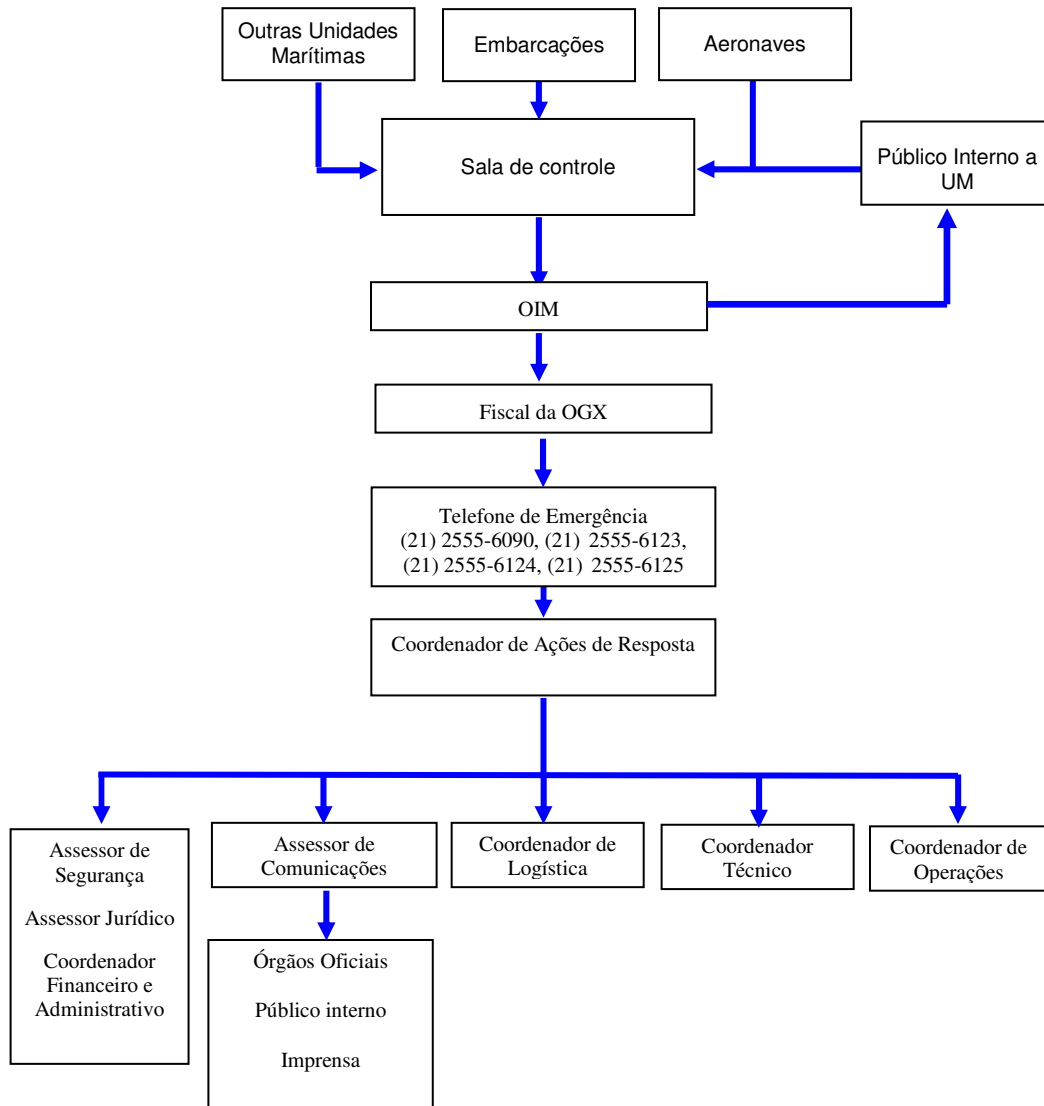 Outras Unidades
Marítimas
Embarcações
Aeronaves
Sala de controle
Público Interno a
UM
OIM
Fiscal da OGX
Telefone de Emergência
(21) 2555-6090, (21) 2555-6123,
(21) 2555-6124, (21) 2555-6125
Coordenador de Ações de Resposta
Assessor de
Segurança
Assessor Jurídico
Coordenador
Financeiro e
Administrativo
Assessor de
Comunicações
Coordenador de
Logística
Coordenador
Técnico
Coordenador de
Operações
Órgãos Oficiais
Público interno
Imprensa